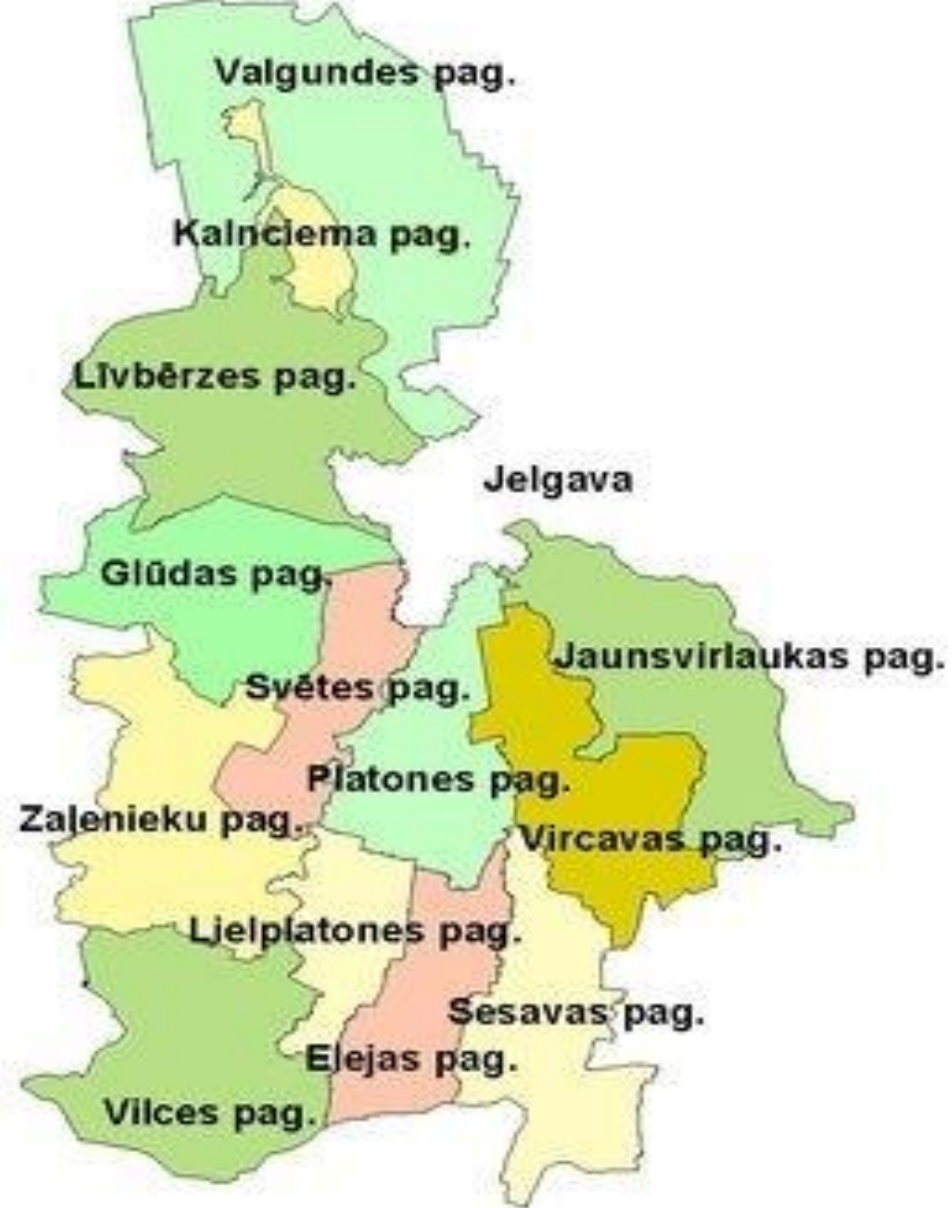 Valgundes pag.
Kalnciema pag.
Līvbērzes pag.
Jelgava
Glūdas pag.
Jaunsvirlaukas pag.
Svētes pag.
Platones pag.
Zaļenieku pag.
Vircavas pag.
Lielplatones pag.
Sesavas pag.
Elejas pag.
Vilces pag.